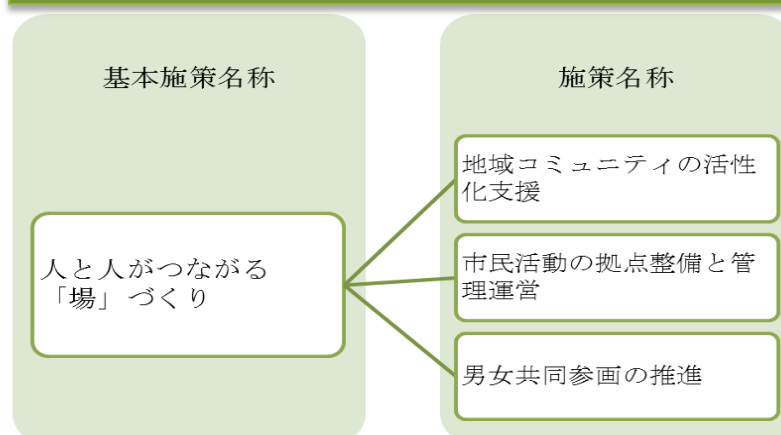 基本施策名称
施策名称
人と人がつながる
「場」づくり
地域コミュニティの活性
化支援
市民活動の拠点整備と管
理運営
男女共同参画の推進